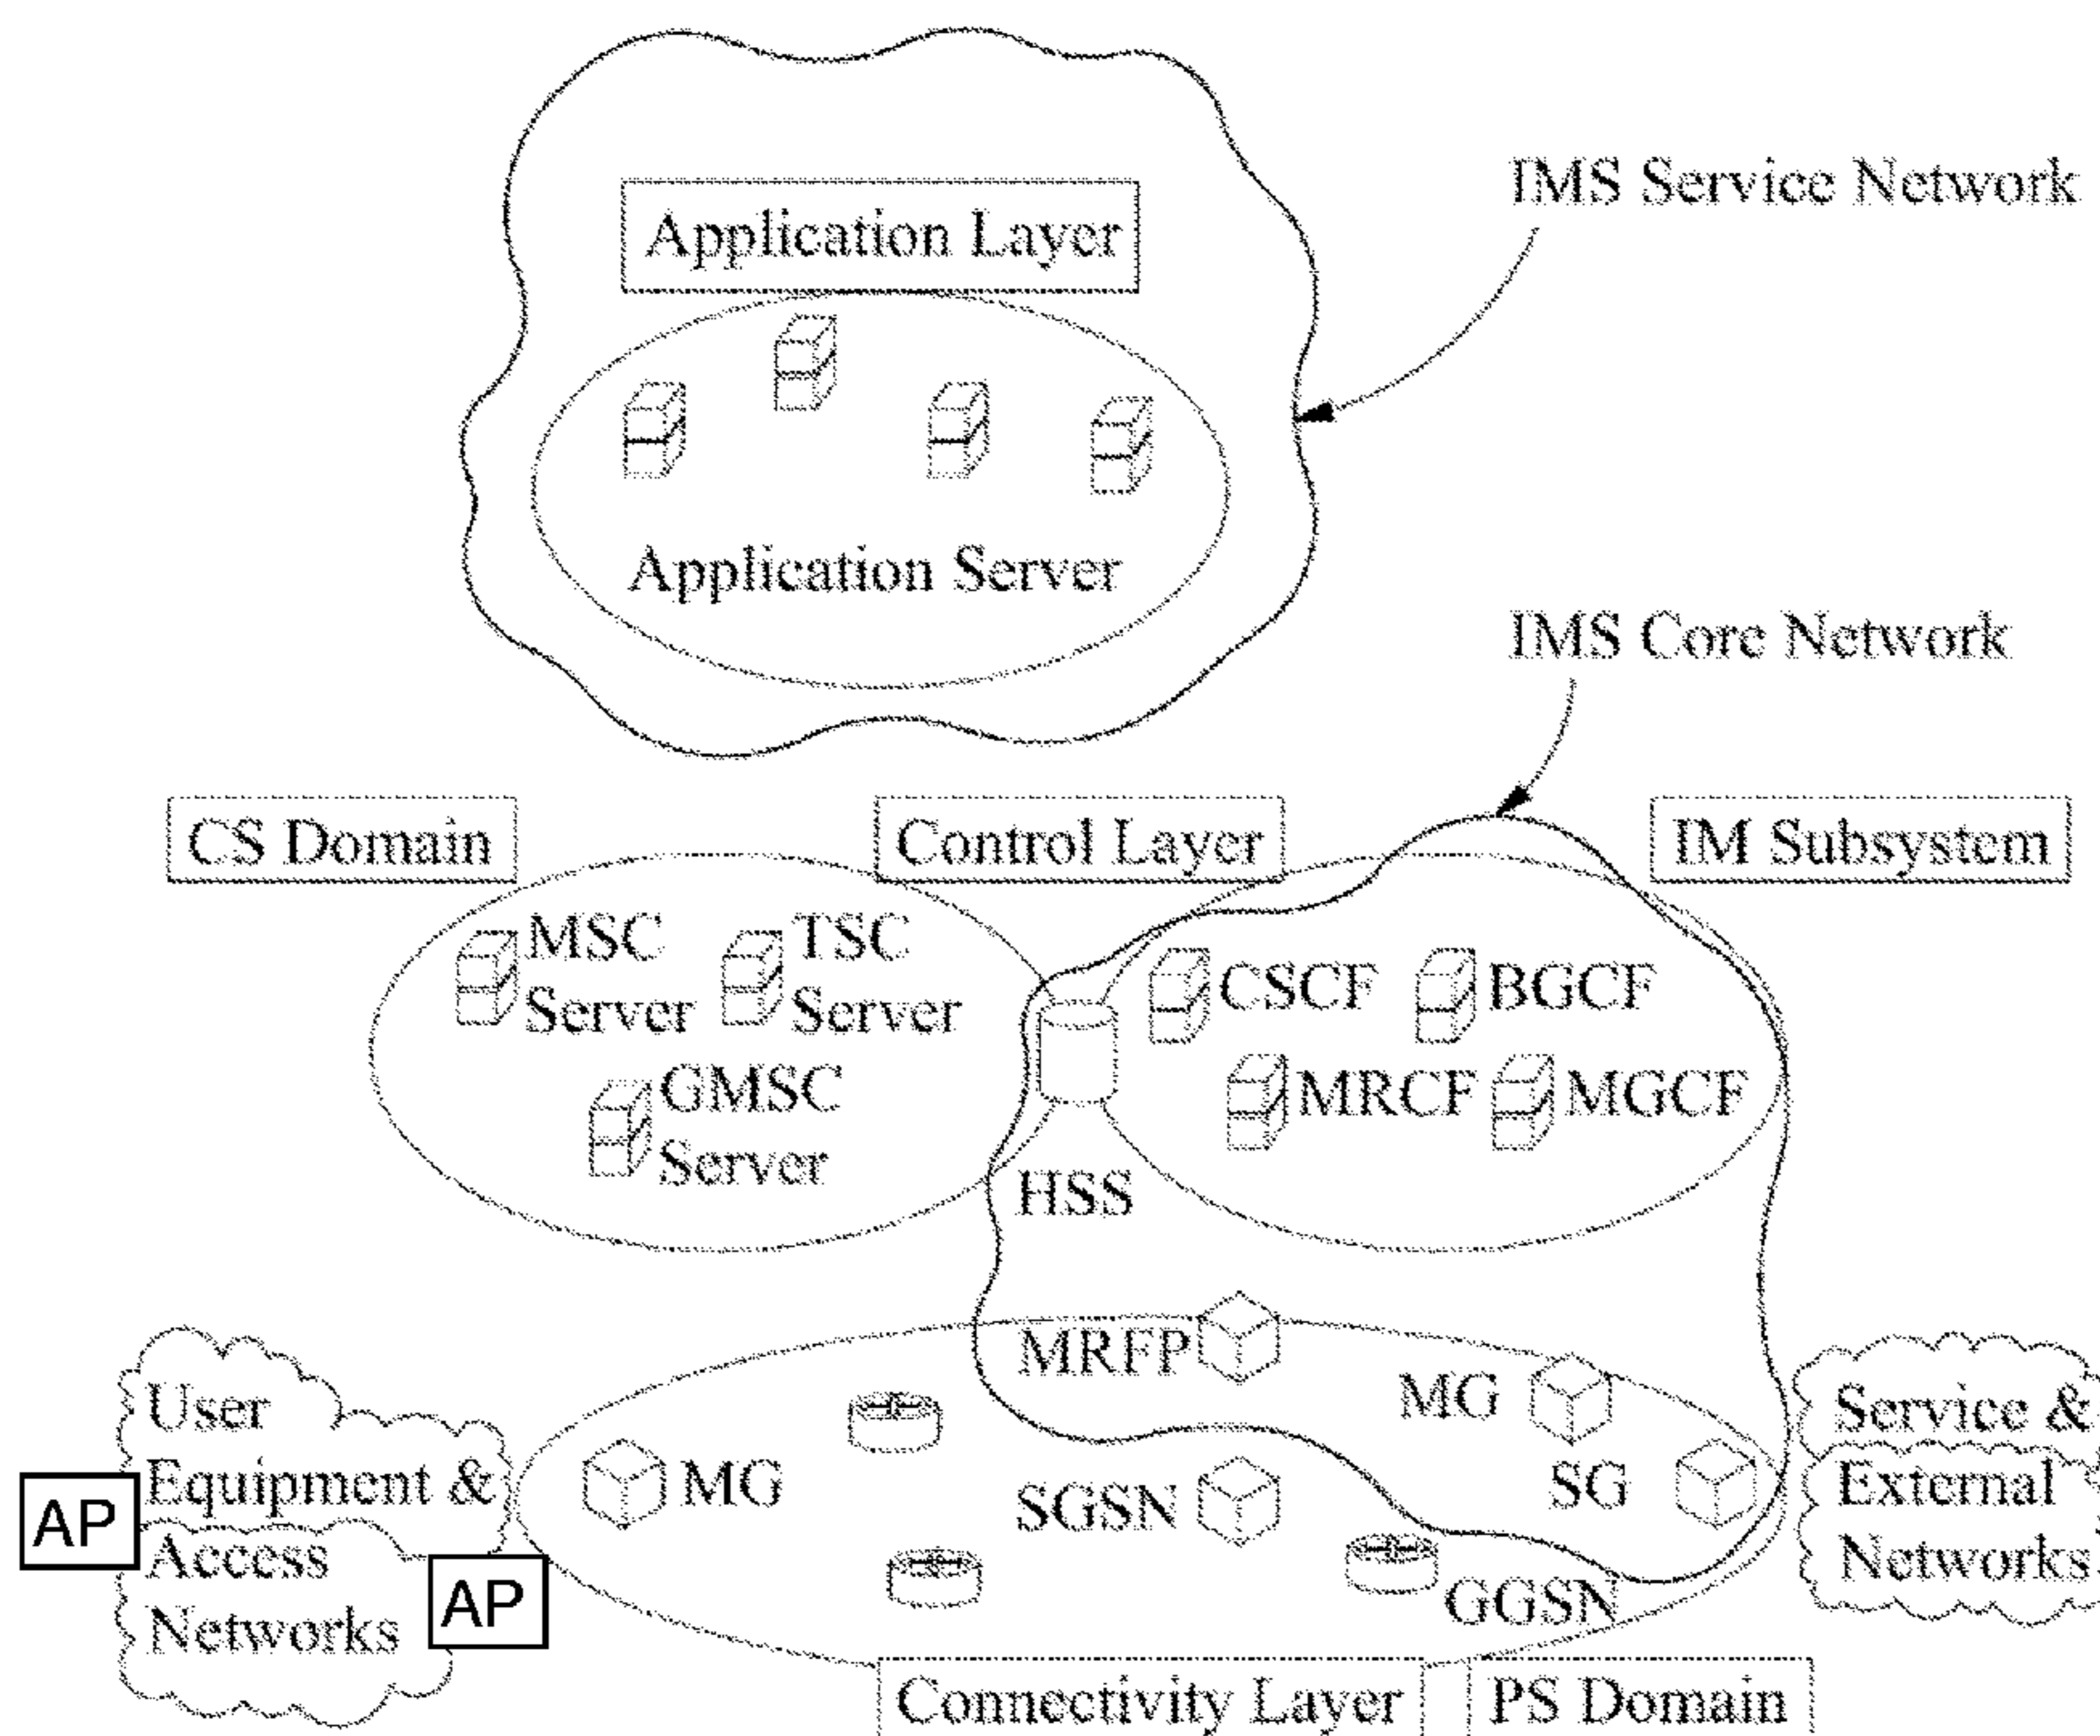 IMS Service Network
Application Layer
Application Server
IMS Core Network
CS Domain
Control Layer
IM Subsystem
MSC
Server
TSC
Server
GMSC
Server
HSS
CSCF
BGCF
MRCF
MGCF
User
Equipment &
Access
Networks
AP
AP
MRFP
MG
MG
SGSN
SG
GGSN
Service &
External
Networks
Connectivity Layer
PS Domain